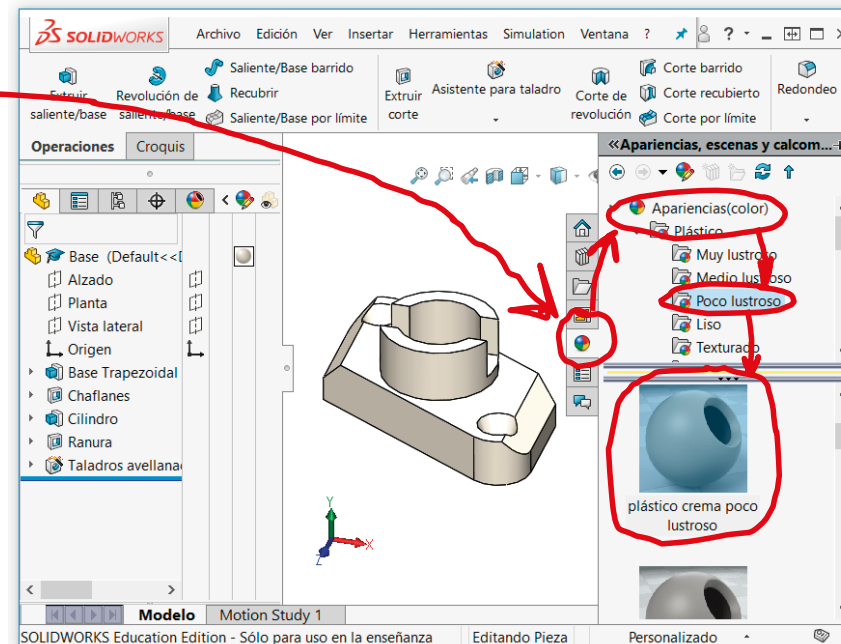 SOLIDWORKS
Archivo Edición Ver Insertar Herramientas Simulation Ventana ?
?
Extruir saliente/base
Revolución de saliente/base
Saliente/Base barrido
Recubrir
Saliente/Base por límite
Extruir corte
Asistente para taladro
Corte de revolución
Corte barrido
Corte recubierto
Corte por límite
Redondeo
Operaciones Croquis
Base (Default<<
Alzado
Planta
Vista lateral
Origen
Base Trapezoidal
Chaflanes
Cilindro
Ranura
Taladros avellana
Y
X
Z
«Apariencias, escenas y calcom...
Apariencias(color)
Plástico
Muy lustroso
Medio lustroso
Poco lustroso
Liso
Texturado
plástico crema poco
lustroso
Modelo Motion Study 1
SOLIDWORKS Education Edition - Sólo para uso en la enseñanza Editando Pieza Personalizado